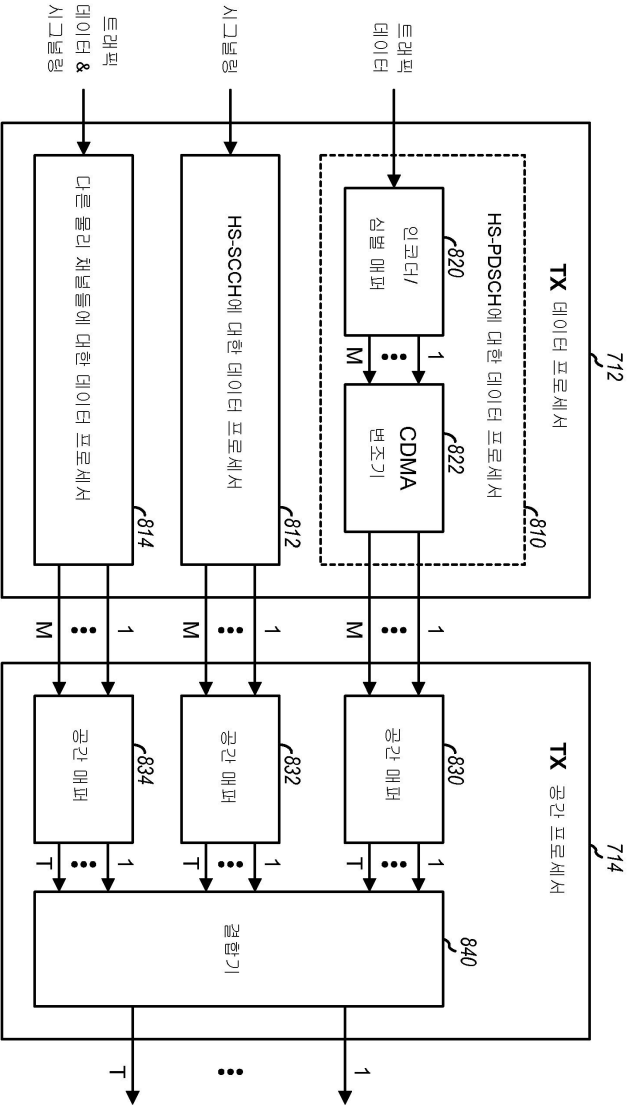 712
TX 데이터 프로세서
HS-PDSCH에 대한 데이터 프로세서
810
트래픽
데이터
820
인코더/
심벌 매퍼
1
•••
M
822
CDMA
변조기
1
•••
M
시그널링
HS-SCCH에 대한 데이터 프로세서
812
1
•••
M
트래픽
데이터 &
시그널링
다른 물리 채널들에 대한 데이터 프로세서
814
1
•••
M
714
TX 공간 프로세서
830
공간 매퍼
1
•••
T
832
공간 매퍼
1
•••
T
834
공간 매퍼
1
•••
T
840
결합기
1
•••
T